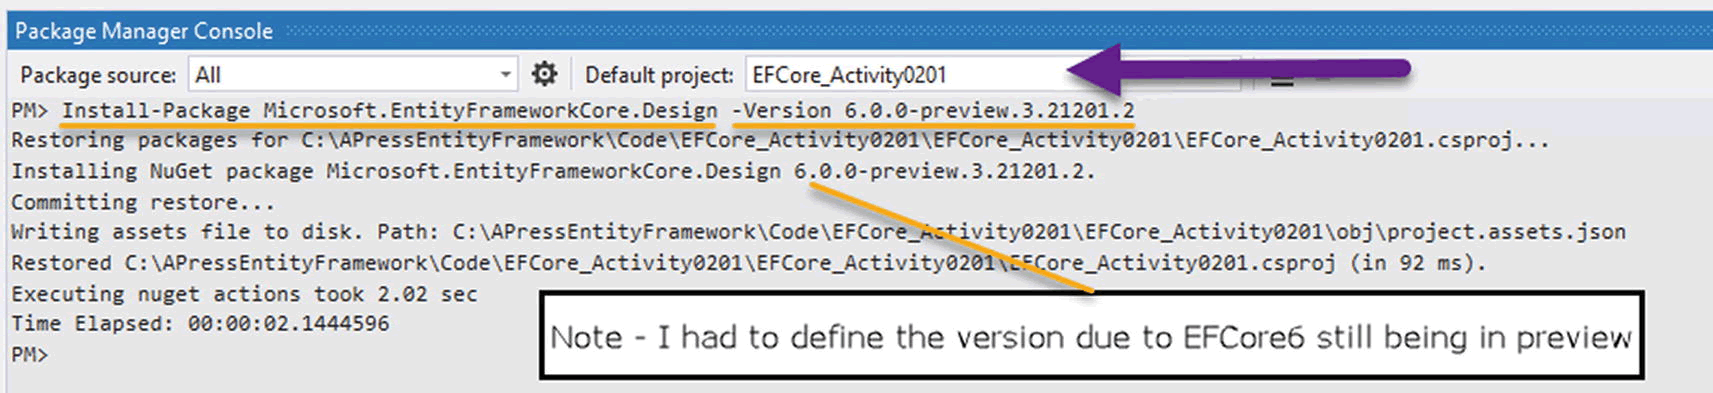 Package Manager Console
Package source: All Default project: EFCore_Activity0201
PM> Install-Package Microsoft.EntityFrameworkCore.Design -Version 6.0.0-preview.3.21201.2
Restoring packages for C:\APressEntityFramework\Code\EFCore_Activity0201\EFCore_Activity0201\EFCore_Activity0201.csproj...
Installing NuGet package Microsoft.EntityFrameworkCore.Design 6.0.0-preview.3.21201.2.
Committing restore...
Writing assets file to disk. Path: C:\APressEntityFramework\Code\EFCore_Activity0201\EFCore_Activity0201\obj\project.assets.json
Restored C:\APressEntityFramework\Code\EFCore_Activity0201\EFCore_Activity0201\EFCore_Activity0201.csproj (in 92 ms).
Executing nuget actions took 2.02 sec
Time Elapsed: 00:00:02.1444596
PM>
Note - I had to define the version due to EFCore6 still being in preview